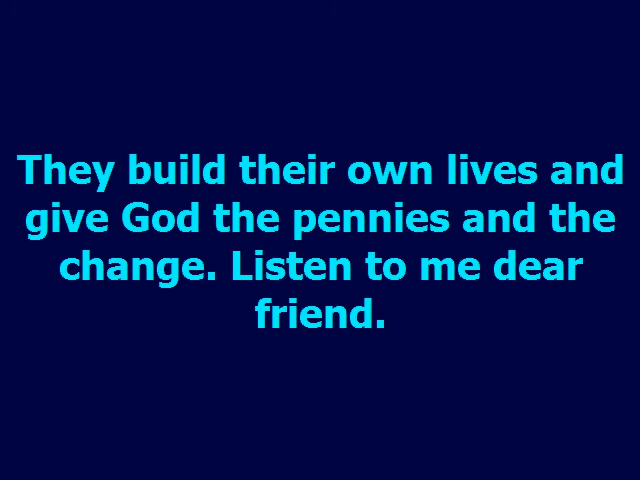 They build their own lives and
give God the pennies and the
change. Listen to me dear
friend.